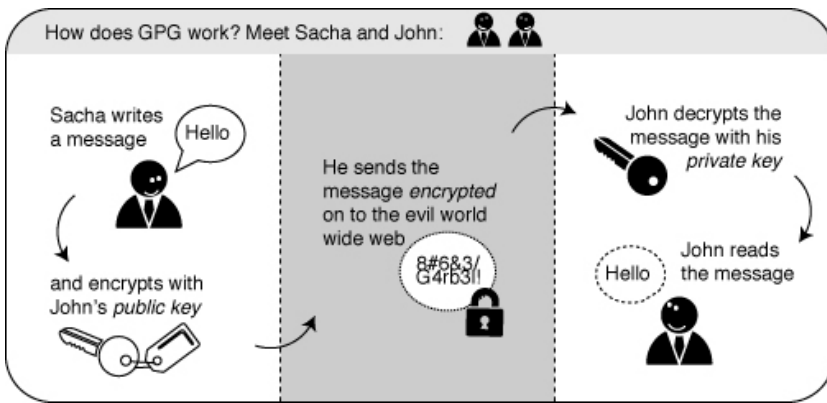 How does GPG work? Meet Sacha and John:
Sacha writes
a message
Hello
and encrypts with
John's public key
He sends the
message encrypted
on to the evil world
wide web
8#6&3/
G4rb3l!
John decrypts the
message with his
private key
John reads
the message
Hello